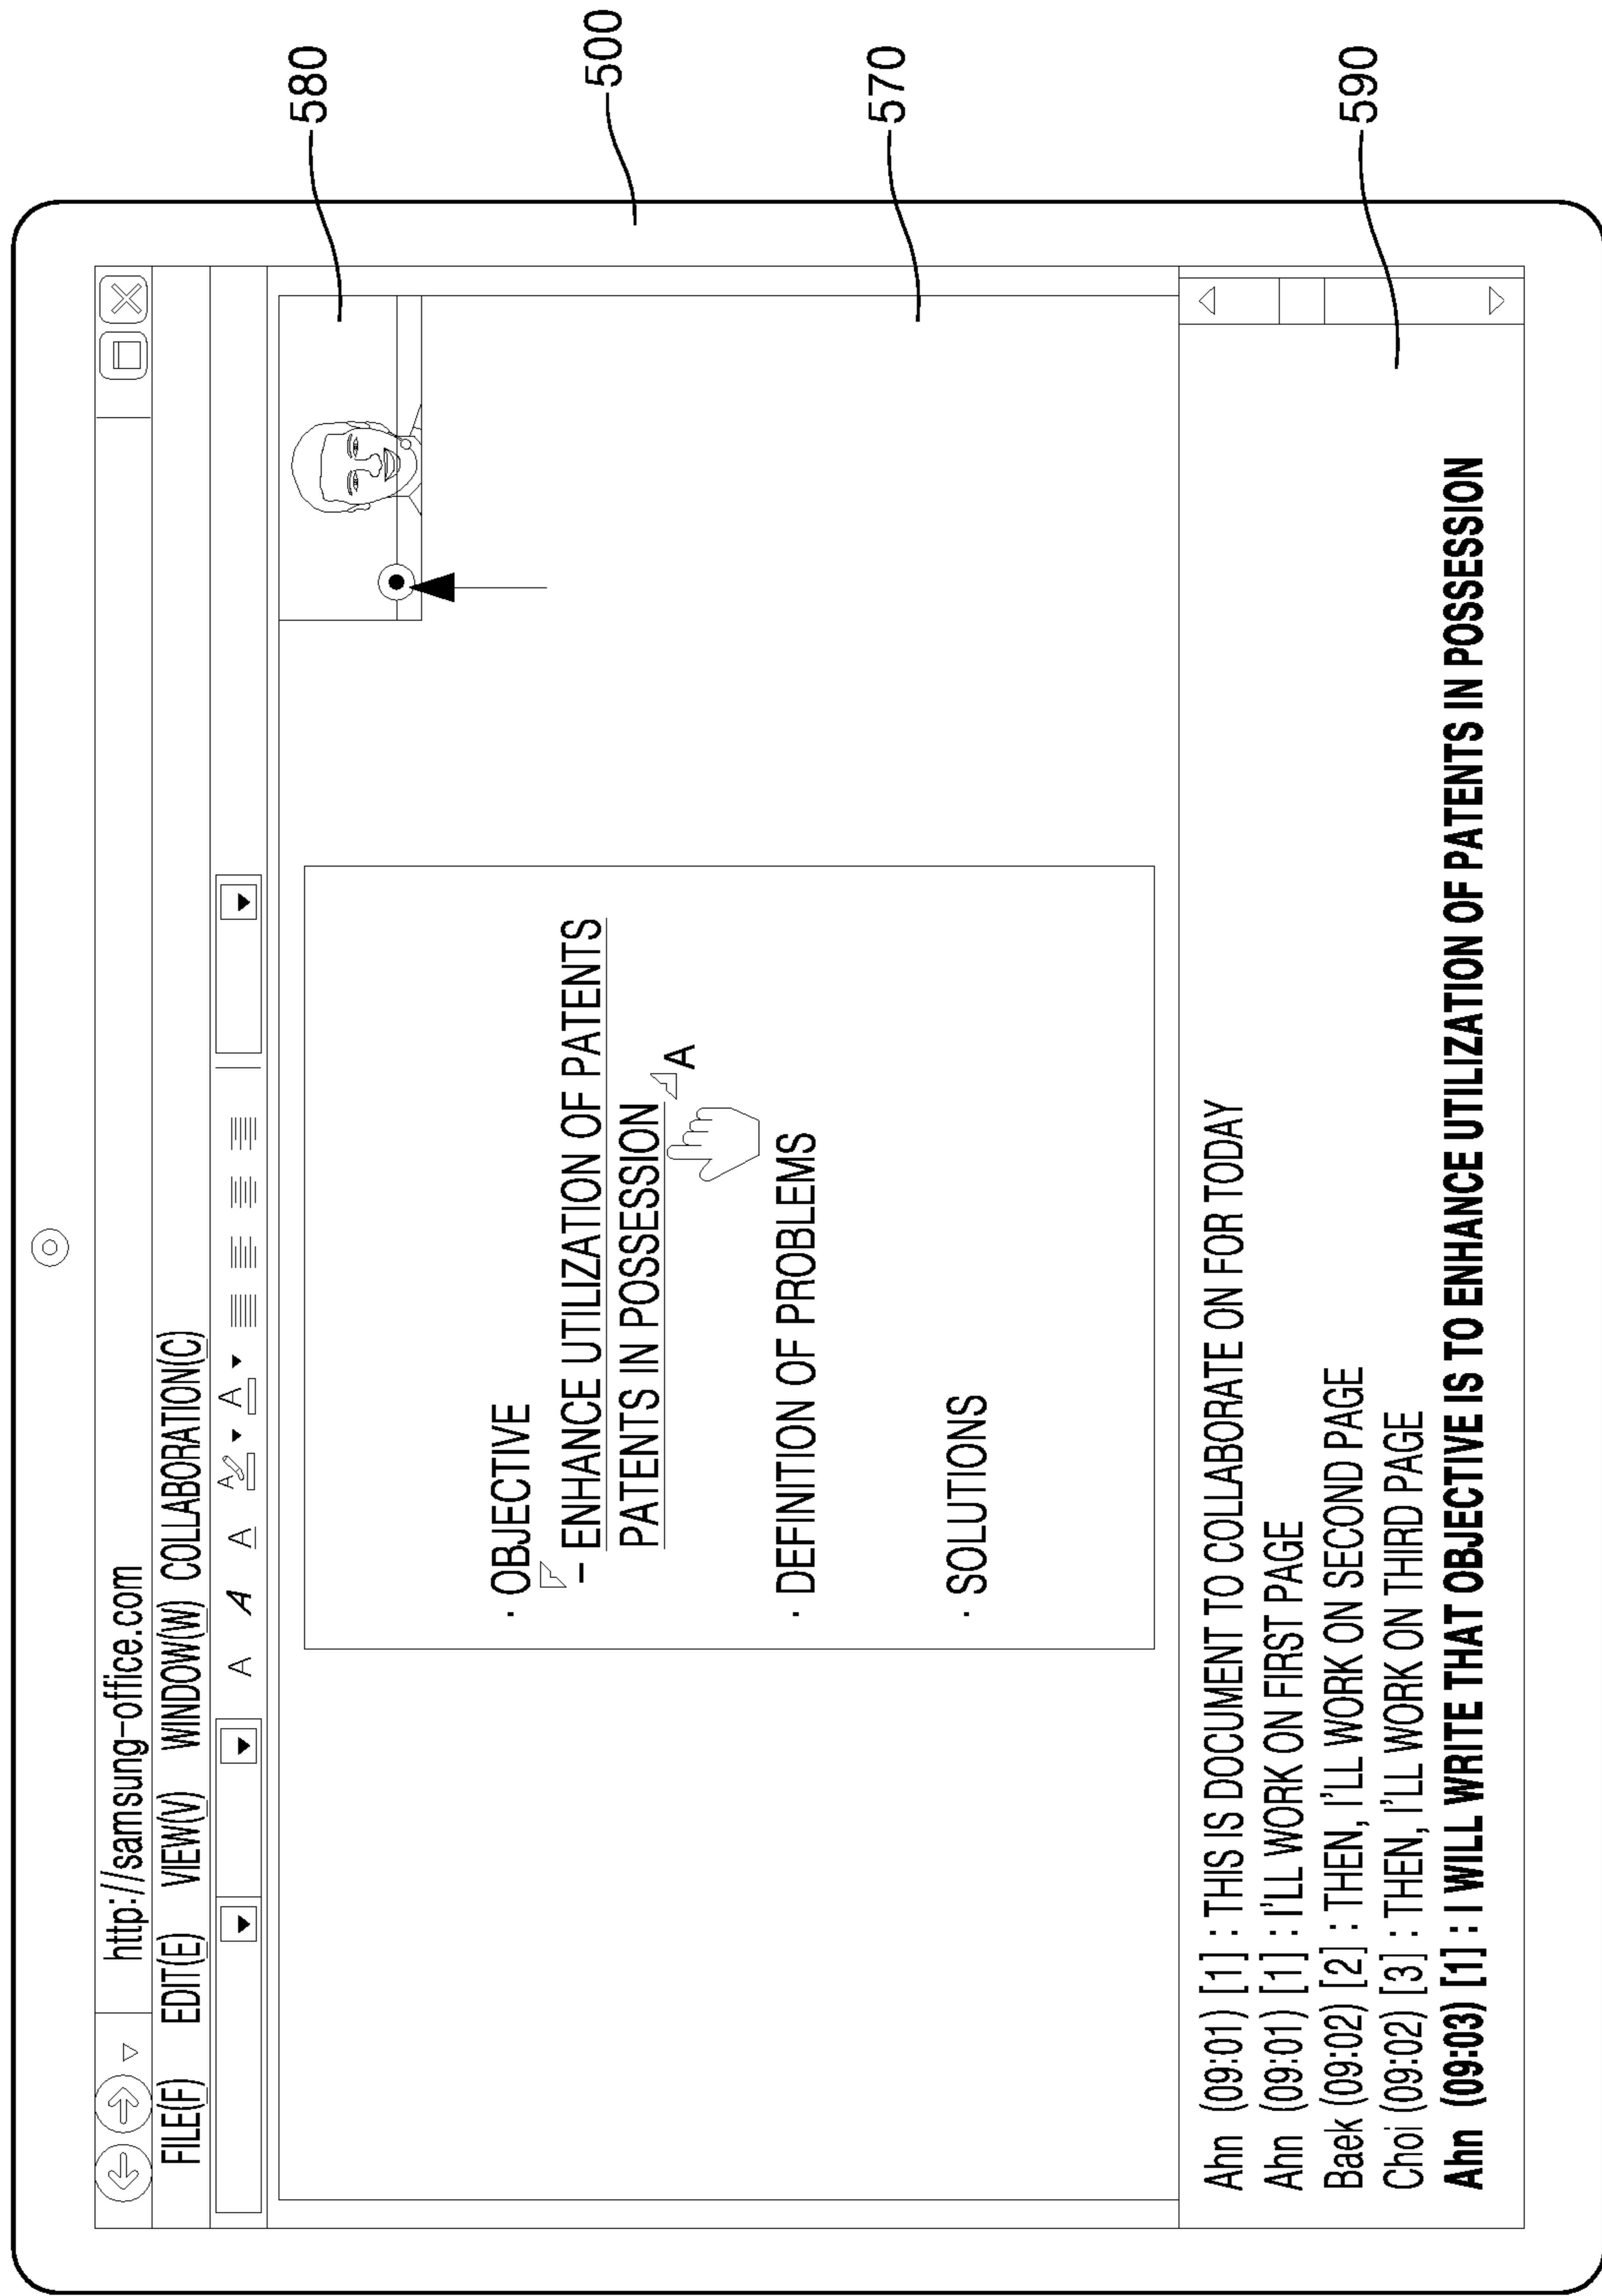 http://samsung-office.com
FILE(F) EDIT(E) VIEW(V) WINDOW(W) COLLABORATION(C)
A A A A A
580
500
· OBJECTIVE
– ENHANCE UTILIZATION OF PATENTS
PATENTS IN POSSESSION
A
· DEFINITION OF PROBLEMS
570
· SOLUTIONS
Ahn (09:01) [1] : THIS IS DOCUMENT TO COLLABORATE ON FOR TODAY
Ahn (09:01) [1] : I'LL WORK ON FIRST PAGE
Baek (09:02) [2] : THEN, I'LL WORK ON SECOND PAGE
590
Choi (09:02) [3] : THEN, I'LL WORK ON THIRD PAGE
Ahn (09:03) [1] : I WILL WRITE THAT OBJECTIVE IS TO ENHANCE UTILIZATION OF PATENTS IN POSSESSION